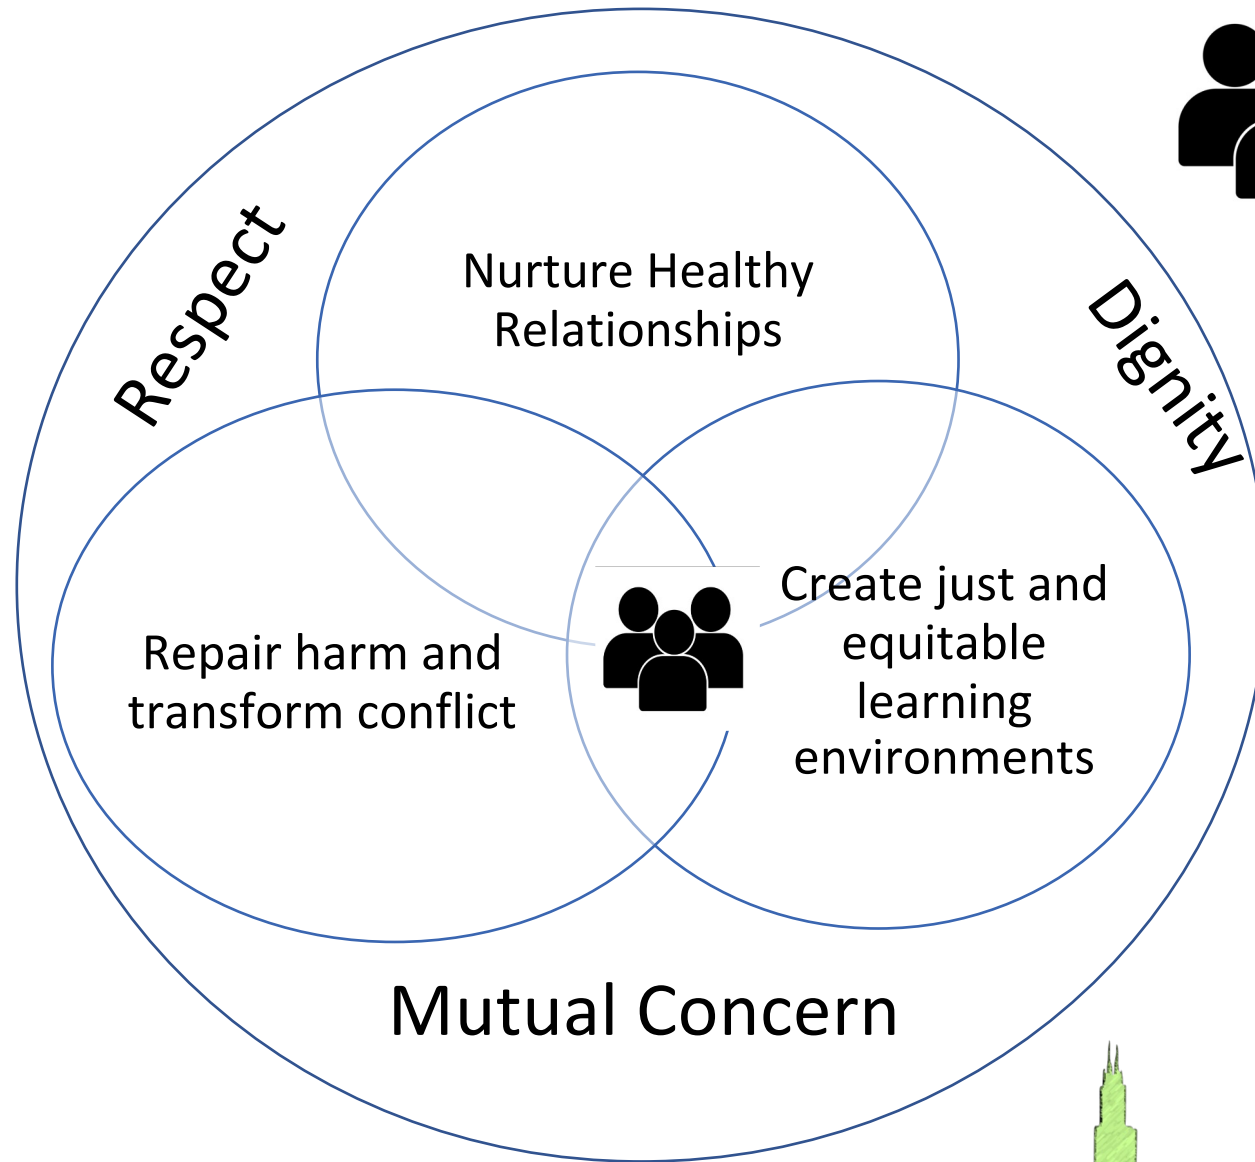 Respect
Nurture Healthy
Relationships
Dignity
Repair harm and
transform conflict
Create just and
equitable
learning
environments
Mutual Concern